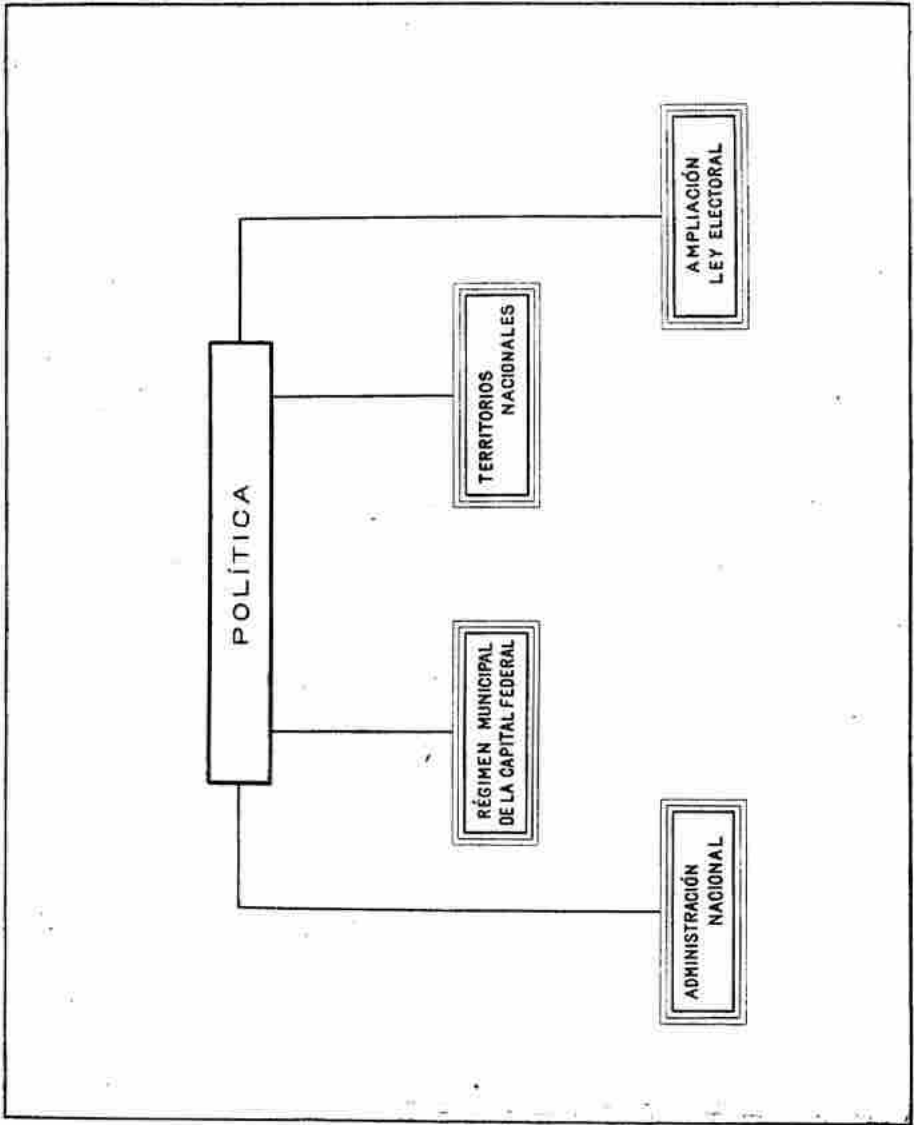 POLÍTICA
ADMINISTRACIÓN
NACIONAL
RÉGIMEN MUNICIPAL
DE LA CAPITAL FEDERAL
TERRITORIOS
NACIONALES
AMPLIACIÓN
LEY ELECTORAL